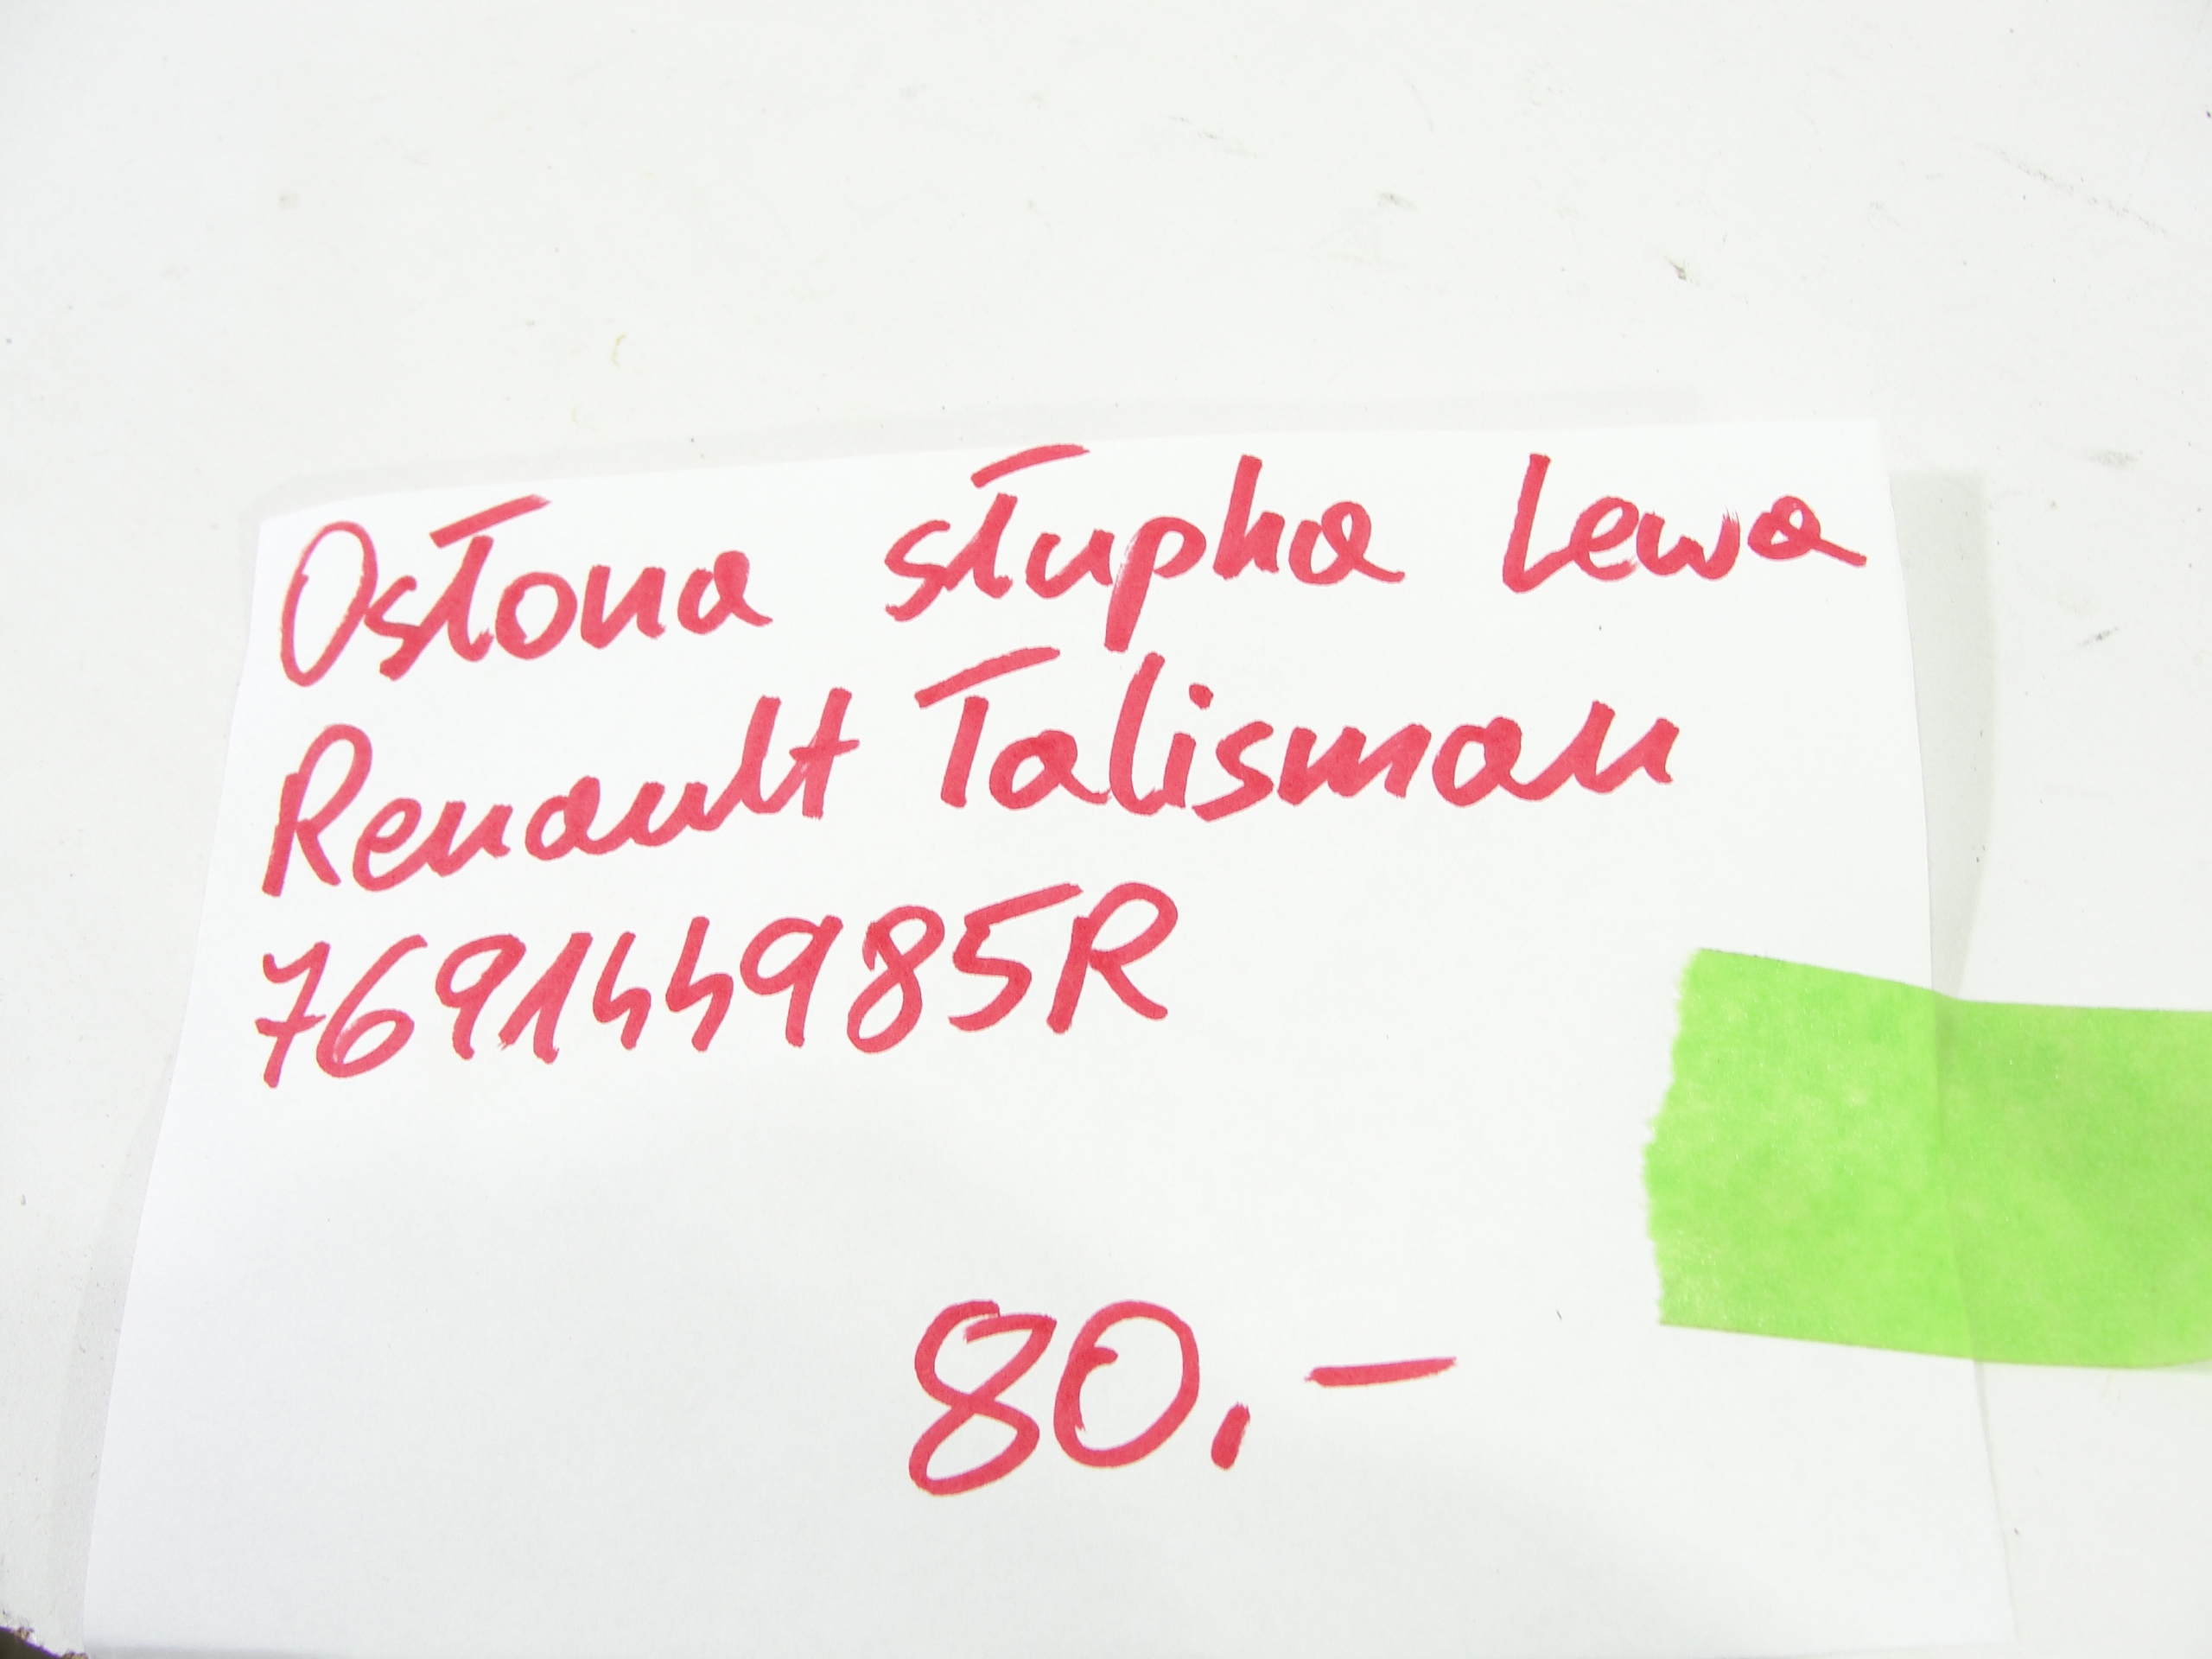 Osłona słupka lewa
Renault Talisman
769144985R
80.-